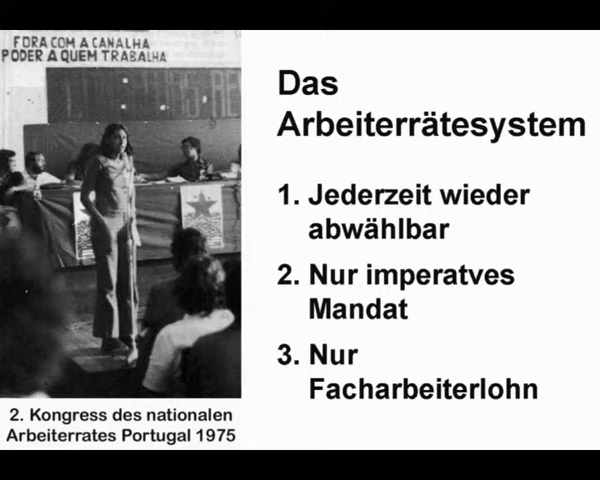 FORA COM A CANALHA
PODER A QUEM TRABALHA
Das
Arbeiterrätesystem
1. Jederzeit wieder
abwählbar
2. Nur imperatves
Mandat
3. Nur
Facharbeiterlohn
2. Kongress des nationalen
Arbeiterrates Portugal 1975